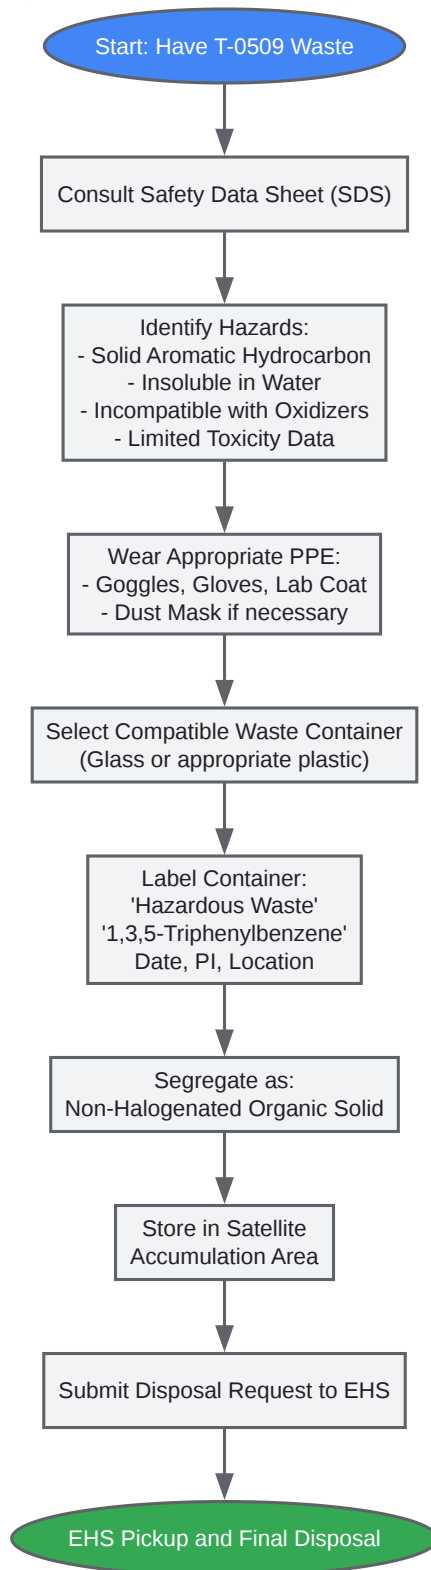 Start: Have T-0509 Waste
Consult Safety Data Sheet (SDS)
Identify Hazards:
- Solid Aromatic Hydrocarbon
- Insoluble in Water
- Incompatible with Oxidizers
- Limited Toxicity Data
Wear Appropriate PPE:
- Goggles, Gloves, Lab Coat
- Dust Mask if necessary
Select Compatible Waste Container
(Glass or appropriate plastic)
Label Container:
'Hazardous Waste'
'1,3,5-Triphenylbenzene'
Date, PI, Location
Segregate as:
Non-Halogenated Organic Solid
Store in Satellite
Accumulation Area
Submit Disposal Request to EHS
EHS Pickup and Final Disposal